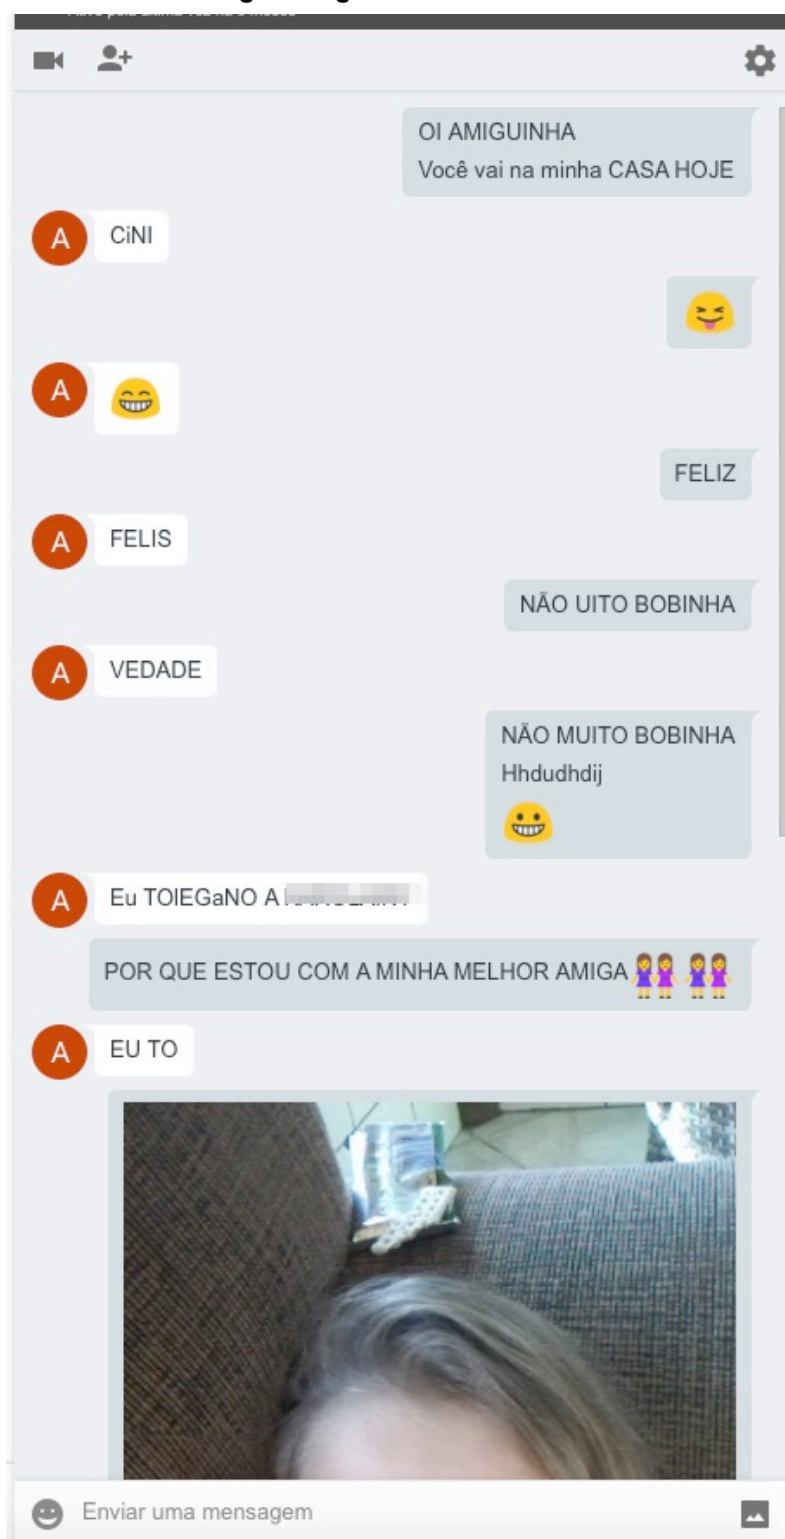 OI AMIGUINHA
Você vai na minha CASA HOJE
A
CiNI
A
FELIZ
A
FELIS
NÃO UITO BOBINHA
A
VEDADE
NÃO MUITO BOBINHA
Hhdudhdij
A
Eu TOIEGaNO A
POR QUE ESTOU COM A MINHA MELHOR AMIGA
A
EU TO
Enviar uma mensagem